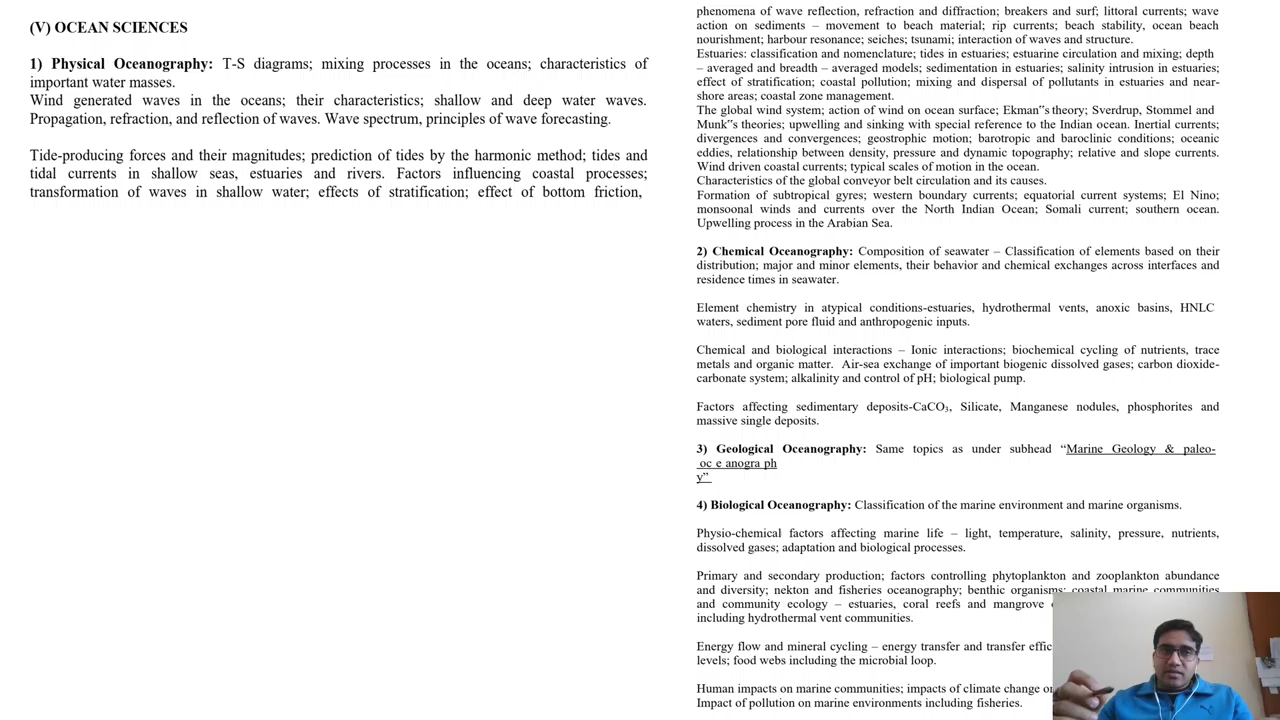 (V) OCEAN SCIENCES
1) Physical Oceanography: T-S diagrams; mixing processes in the oceans; characteristics of
important water masses.
Wind generated waves in the oceans; their characteristics; shallow and deep water waves.
Propagation, refraction, and reflection of waves. Wave spectrum, principles of wave forecasting.
Tide-producing forces and their magnitudes; prediction of tides by the harmonic method; tides and
tidal currents in shallow seas, estuaries and rivers. Factors influencing coastal processes;
transformation of waves in shallow water; effects of stratification; effect of bottom friction,
phenomena of wave reflection, refraction and diffraction; breakers and surf; littoral currents; wave
action on sediments – movement to beach material; rip currents; beach stability, ocean beach
nourishment; harbour resonance; seiches; tsunami; interaction of waves and structure.
Estuaries: classification and nomenclature; tides in estuaries; estuarine circulation and mixing; depth
– averaged and breadth – averaged models; sedimentation in estuaries; salinity intrusion in estuaries;
effect of stratification; coastal pollution; mixing and dispersal of pollutants in estuaries and near-
shore areas; coastal zone management.
The global wind system; action of wind on ocean surface; Ekman‟s theory; Sverdrup, Stommel and
Munk‟s theories; upwelling and sinking with special reference to the Indian ocean. Inertial currents;
divergences and convergences; geostrophic motion; barotropic and baroclinic conditions; oceanic
eddies, relationship between density, pressure and dynamic topography; relative and slope currents.
Wind driven coastal currents; typical scales of motion in the ocean.
Characteristics of the global conveyor belt circulation and its causes.
Formation of subtropical gyres; western boundary currents; equatorial current systems; El Nino;
monsoonal winds and currents over the North Indian Ocean; Somali current; southern ocean.
Upwelling process in the Arabian Sea.
2) Chemical Oceanography: Composition of seawater – Classification of elements based on their
distribution; major and minor elements, their behavior and chemical exchanges across interfaces and
residence times in seawater.
Element chemistry in atypical conditions-estuaries, hydrothermal vents, anoxic basins, HNLC
waters, sediment pore fluid and anthropogenic inputs.
Chemical and biological interactions – Ionic interactions; biochemical cycling of nutrients, trace
metals and organic matter. Air-sea exchange of important biogenic dissolved gases; carbon dioxide-
carbonate system; alkalinity and control of pH; biological pump.
Factors affecting sedimentary deposits-CaCO₃, Silicate, Manganese nodules, phosphorites and
massive single deposits.
3) Geological Oceanography: Same topics as under subhead “Marine Geology & paleo-
oc e anogra ph
y”
4) Biological Oceanography: Classification of the marine environment and marine organisms.
Physio-chemical factors affecting marine life – light, temperature, salinity, pressure, nutrients,
dissolved gases; adaptation and biological processes.
Primary and secondary production; factors controlling phytoplankton and zooplankton abundance
and diversity; nekton and fisheries oceanography; benthic organisms; coastal marine communities
and community ecology – estuaries, coral reefs and mangrove
including hydrothermal vent communities.
Energy flow and mineral cycling – energy transfer and transfer
levels; food webs including the microbial loop.
Human impacts on marine communities; impacts of climate change
Impact of pollution on marine environments including fisheries.